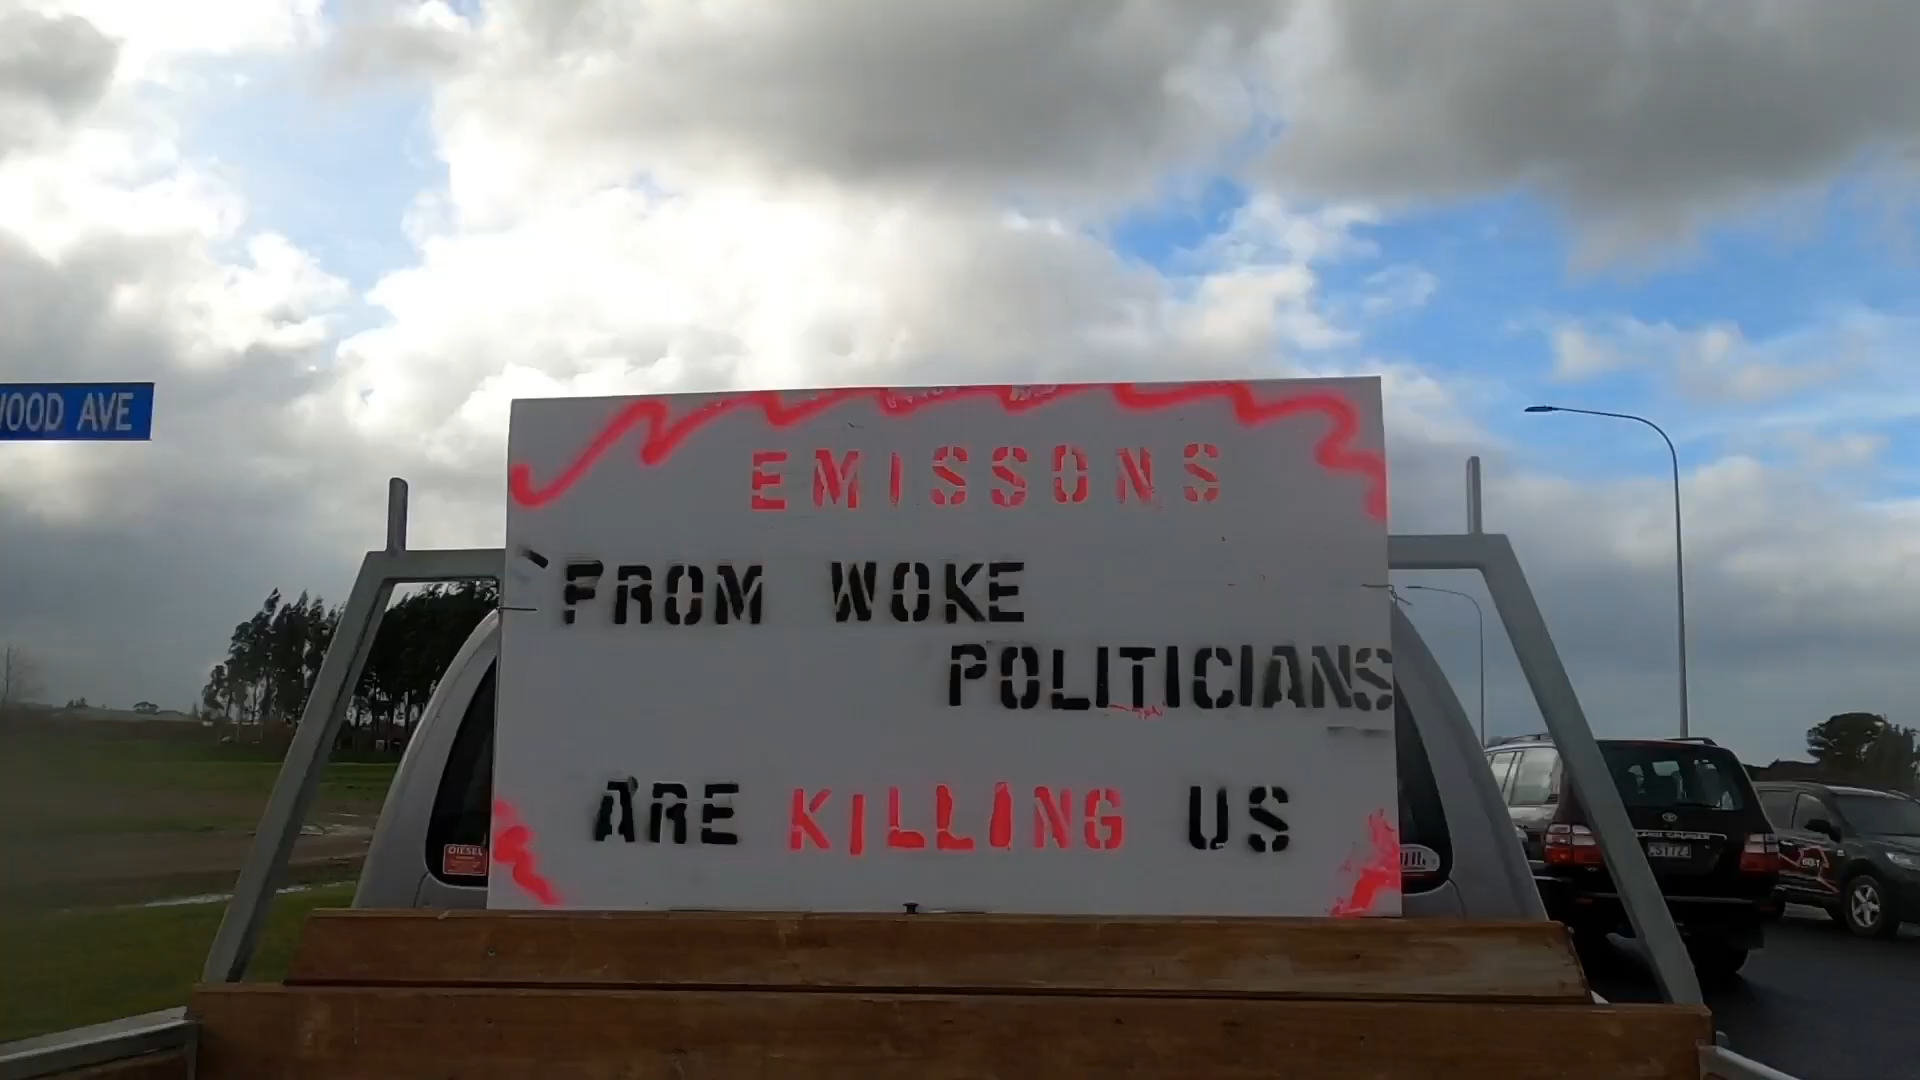 WOOD AVE
EMISSONS
FROM WOKE
POLITICIANS
ARE KILLING US
DIESEL